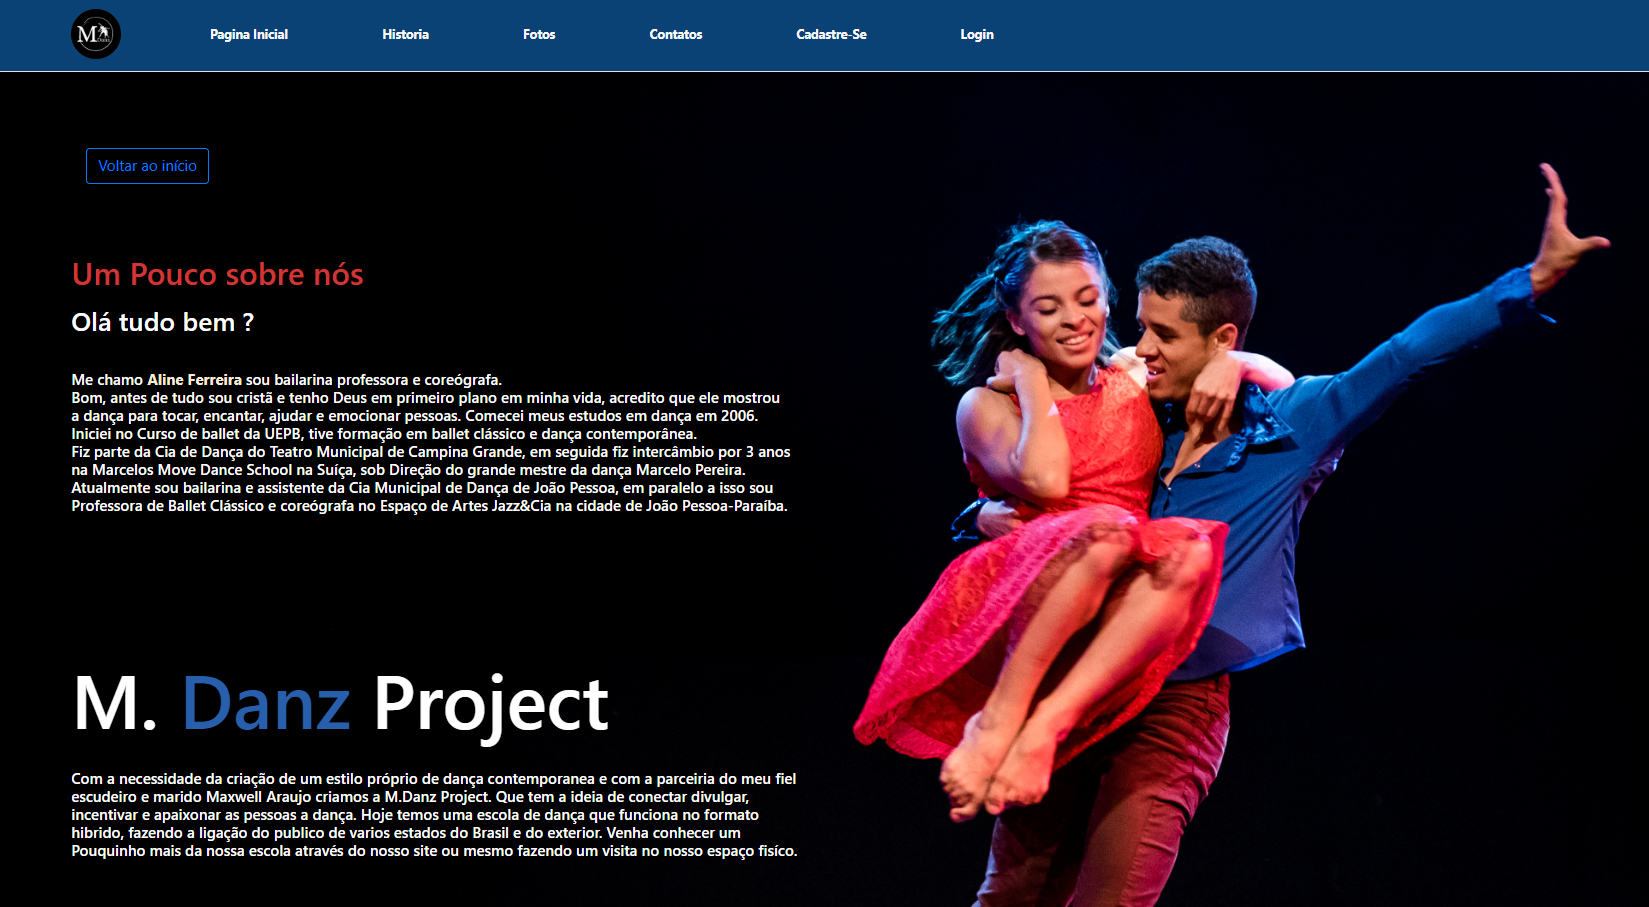 M
Pagina Inicial
Historia
Fotos
Contatos
Cadastre-Se
Login
Voltar ao início
Um Pouco sobre nós
Olá tudo bem ?
Me chamo Aline Ferreira sou bailarina professora e coreógrafa.
Bom, antes de tudo sou cristã e tenho Deus em primeiro plano em minha vida, acredito que ele mostrou
a dança para tocar, encantar, ajudar e emocionar pessoas. Comecei meus estudos em dança em 2006.
Iniciei no Curso de ballet da UEPB, tive formação em ballet clássico e dança contemporânea.
Fiz parte da Cia de Dança do Teatro Municipal de Campina Grande, em seguida fiz intercâmbio por 3 anos
na Marcelos Move Dance School na Suíça, sob Direção do grande mestre da dança Marcelo Pereira.
Atualmente sou bailarina e assistente da Cia Municipal de Dança de João Pessoa, em paralelo a isso sou
Professora de Ballet Clássico e coreógrafa no Espaço de Artes Jazz&Cia na cidade de João Pessoa-Paraíba.
M. Danz Project
Com a necessidade da criação de um estilo próprio de dança contemporanea e com a parceiria do meu fiel
escudeiro e marido Maxwell Araujo criamos a M.Danz Project. Que tem a ideia de conectar divulgar,
incentivar e apaixonar as pessoas a dança. Hoje temos uma escola de dança que funciona no formato
hibrido, fazendo a ligação do publico de varios estados do Brasil e do exterior. Venha conhecer um
Pouquinho mais da nossa escola através do nosso site ou mesmo fazendo um visita no nosso espaço fisíco.